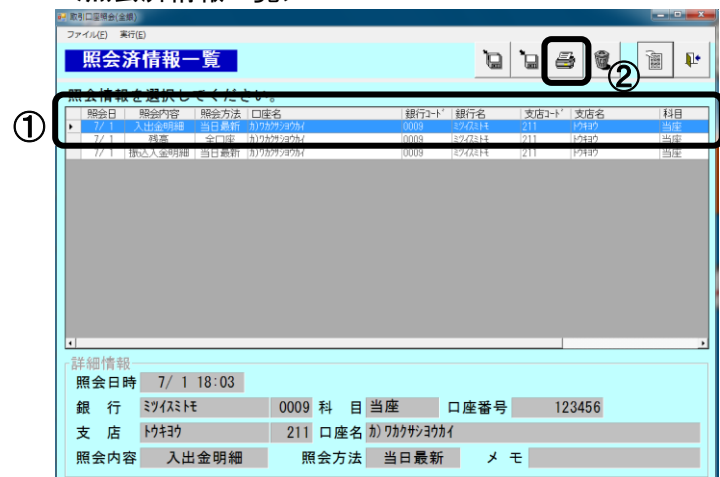 取引口座照会(金銀)
ファイル(F) 実行(E)
照会済情報一覧
②
照会情報を選択してください。
①
照会日 照会内容 照会方法 口座名 銀行コード 銀行名 支店コード 支店名 科目
7/ 1 入出金明細 当日最新 カ)ワカクサシヨウカイ 0009 ミツイスミトモ 211 トウキヨウ 当座
7/ 1 残高 全口座 カ)ワカクサシヨウカイ 0009 ミツイスミトモ 211 トウキヨウ 当座
7/ 1 振込入金明細 当日最新 カ)ワカクサシヨウカイ 0009 ミツイスミトモ 211 トウキヨウ 当座
詳細情報
照会日時 7/ 1 18:03
銀 行 ミツイスミトモ 0009 科 目 当座 口座番号 123456
支 店 トウキヨウ 211 口座名 カ)ワカクサシヨウカイ
照会内容 入出金明細 照会方法 当日最新 メ モ